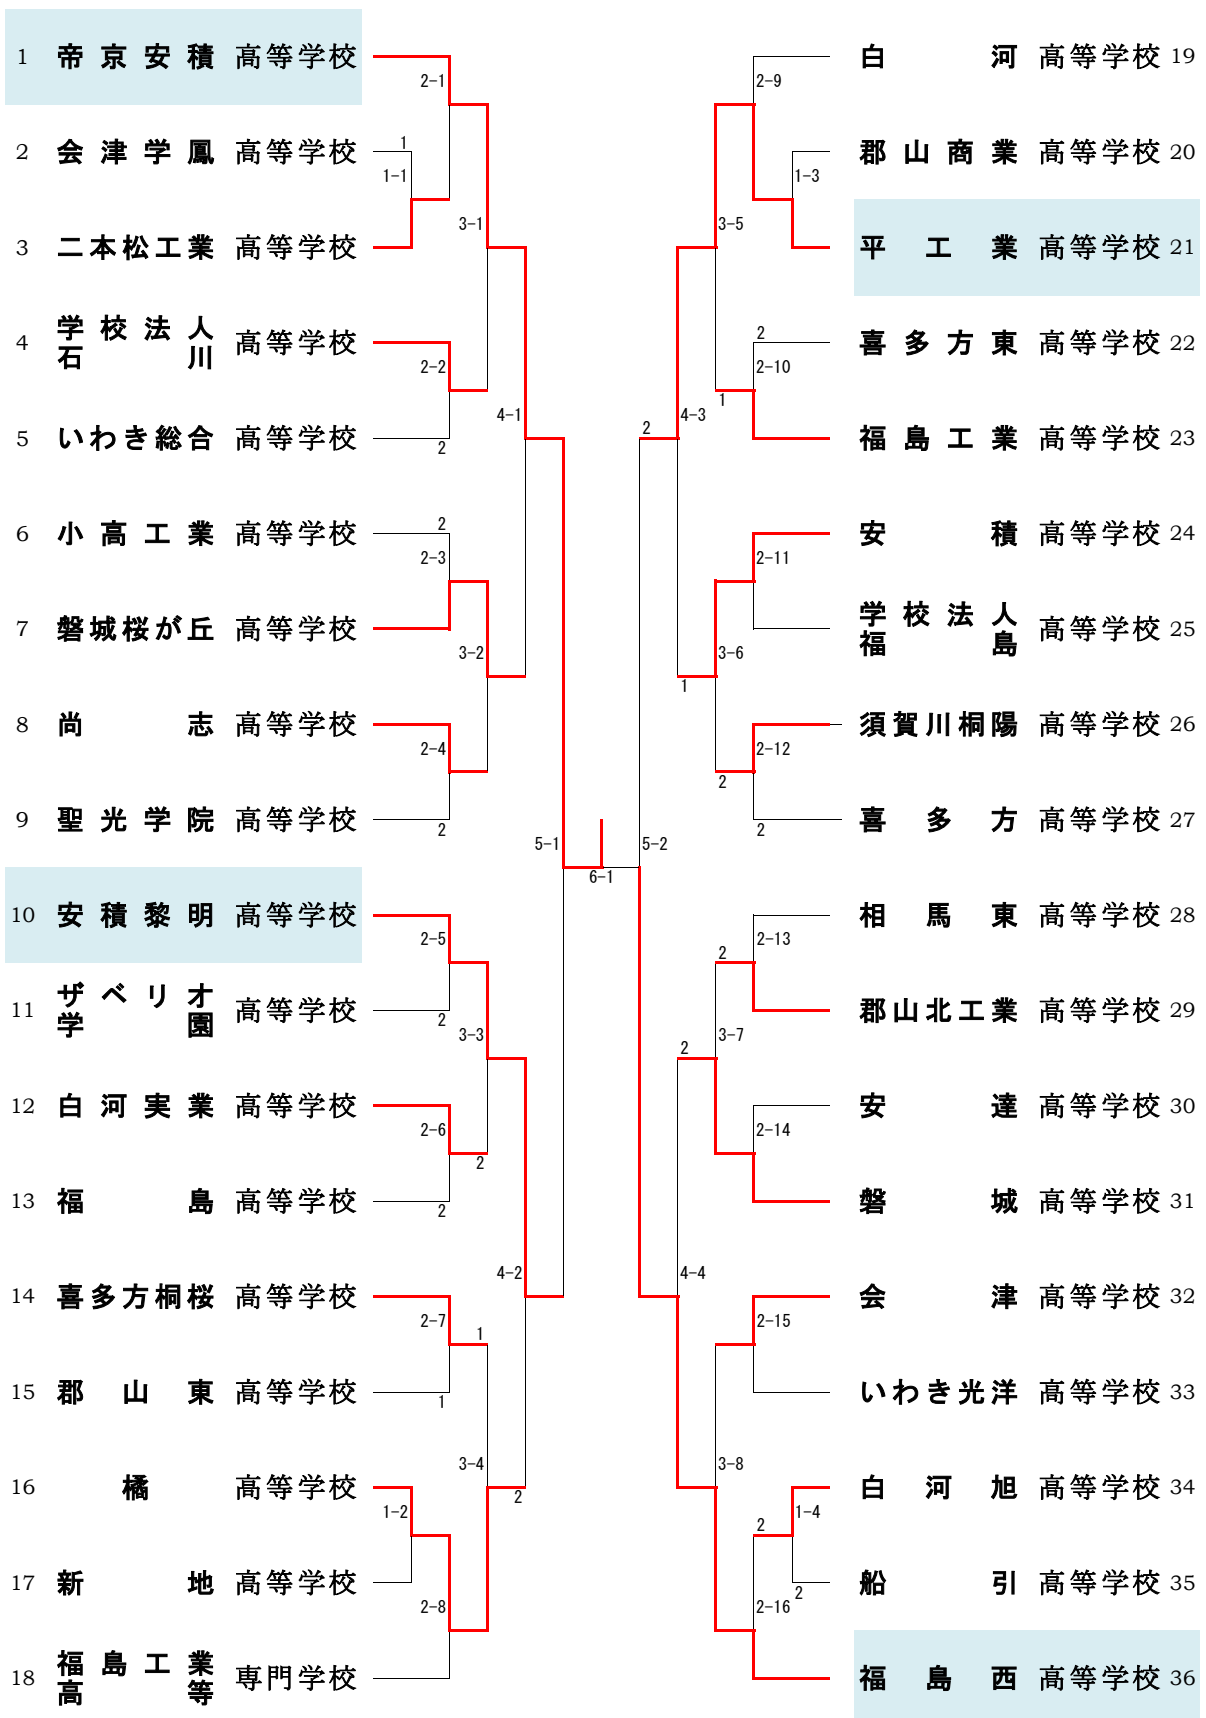 1 帝京安積 高等学校
2-1
2 会津学鳳 高等学校
1
1-1
3 二本松工業 高等学校
3-1
4 学校法人石川 高等学校
2-2
5 いわき総合 高等学校
2
4-1
6 小高工業 高等学校
2
2-3
7 磐城桜が丘 高等学校
3-2
8 尚志 高等学校
2-4
9 聖光学院 高等学校
2
5-1
10 安積黎明 高等学校
2-5
11 ザベリオ学園 高等学校
2
3-3
12 白河実業 高等学校
2-6
2
13 福島 高等学校
2
4-2
14 喜多方桐桜 高等学校
2-7
1
15 郡山東 高等学校
1
3-4
16 橘 高等学校
2
1-2
17 新地 高等学校
2-8
18 福島工業高等 専門学校
6-1
白河 高等学校 19
2-9
郡山商業 高等学校 20
1-3
3-5
平工業 高等学校 21
2
喜多方東 高等学校 22
2-10
1
4-3
2
福島工業 高等学校 23
安積 高等学校 24
2-11
学校法人福島 高等学校 25
3-6
1
須賀川桐陽 高等学校 26
2-12
2
喜多方 高等学校 27
2
5-2
相馬東 高等学校 28
2-13
2
郡山北工業 高等学校 29
3-7
2
安達 高等学校 30
2-14
磐城 高等学校 31
4-4
会津 高等学校 32
2-15
いわき光洋 高等学校 33
3-8
白河旭 高等学校 34
1-4
2
船引 高等学校 35
2
2-16
福島西 高等学校 36